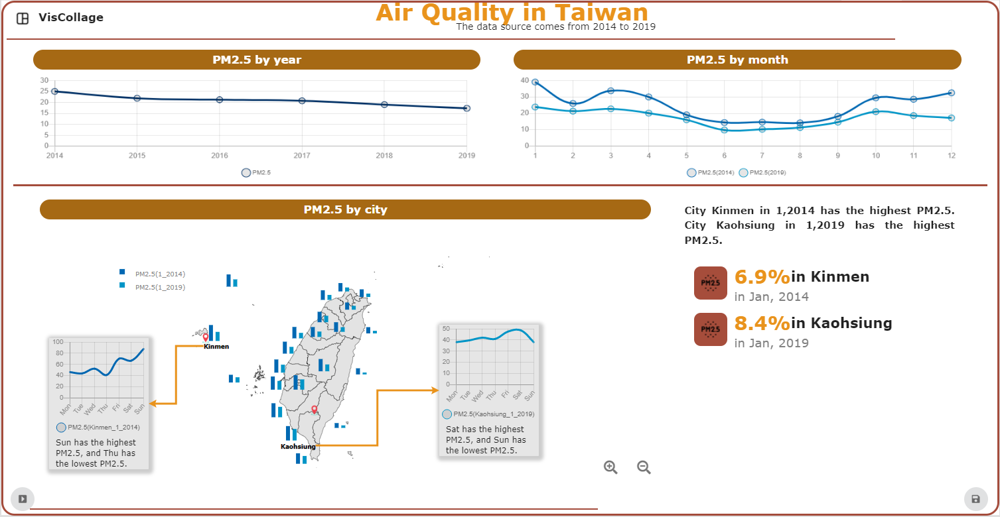 VisCollage
Air Quality in Taiwan
The data source comes from 2014 to 2019
PM2.5 by year
30
25
20
15
10
5
0
2014 2015 2016 2017 2018 2019
PM2.5
PM2.5 by month
40
30
20
10
0
1 2 3 4 5 6 7 8 9 10 11 12
PM2.5(2014) PM2.5(2019)
PM2.5 by city
PM2.5(1_2014)
PM2.5(1_2019)
Kinmen
Kaohsiung
100
80
60
40
20
0
Mon Tue Wed Thu Fri Sat Sun
PM2.5(Kinmen_1_2014)
Sun has the highest
PM2.5, and Thu has
the lowest PM2.5.
50
40
30
20
10
0
Mon Tue Wed Thu Fri Sat Sun
PM2.5(Kaohsiung_1_2019)
Sat has the highest
PM2.5, and Sun has
the lowest PM2.5.
City Kinmen in 1,2014 has the highest PM2.5.
City Kaohsiung in 1,2019 has the highest
PM2.5.
PM2.5
6.9% in Kinmen
in Jan, 2014
PM2.5
8.4% in Kaohsiung
in Jan, 2019